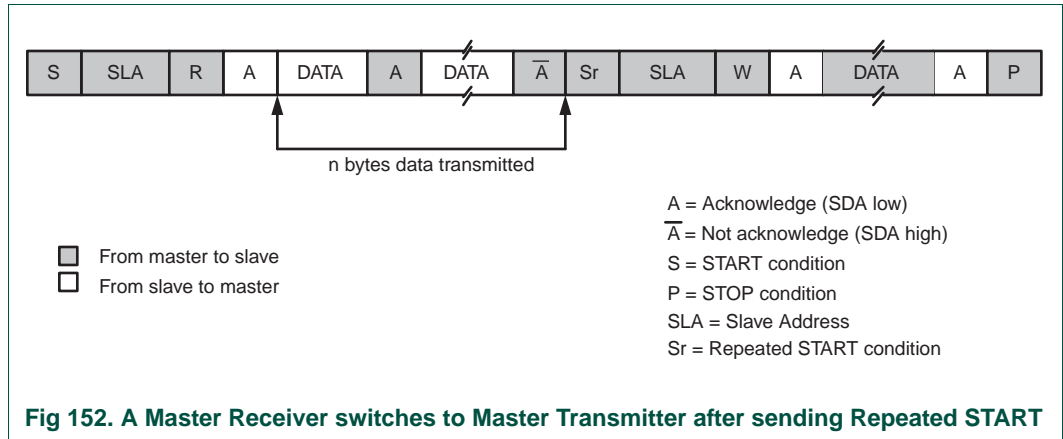 S SLA R A DATA A DATA A̅ Sr SLA W A DATA A P
n bytes data transmitted
From master to slave
From slave to master
A = Acknowledge (SDA low)
A̅ = Not acknowledge (SDA high)
S = START condition
P = STOP condition
SLA = Slave Address
Sr = Repeated START condition
Fig 152. A Master Receiver switches to Master Transmitter after sending Repeated START